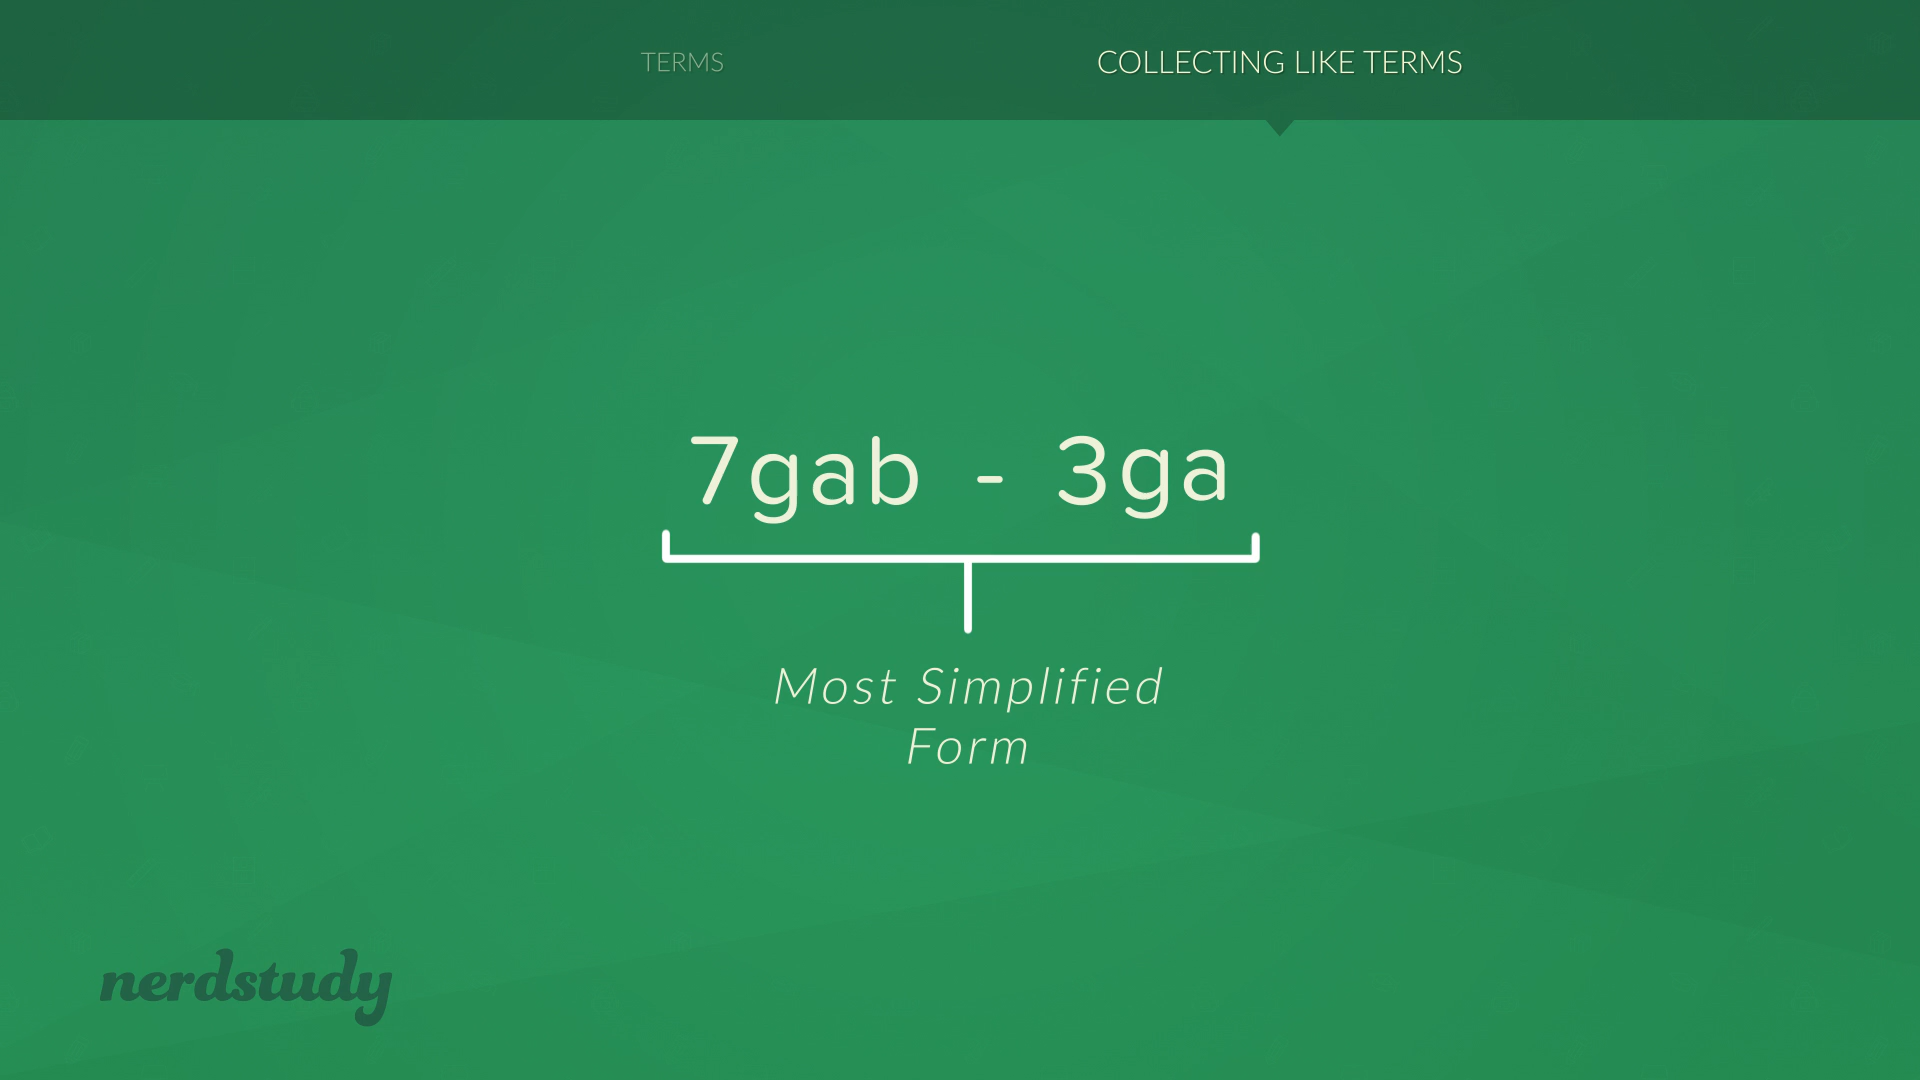 TERMS
COLLECTING LIKE TERMS
7gab - 3ga
Most Simplified
Form
nerdstudy